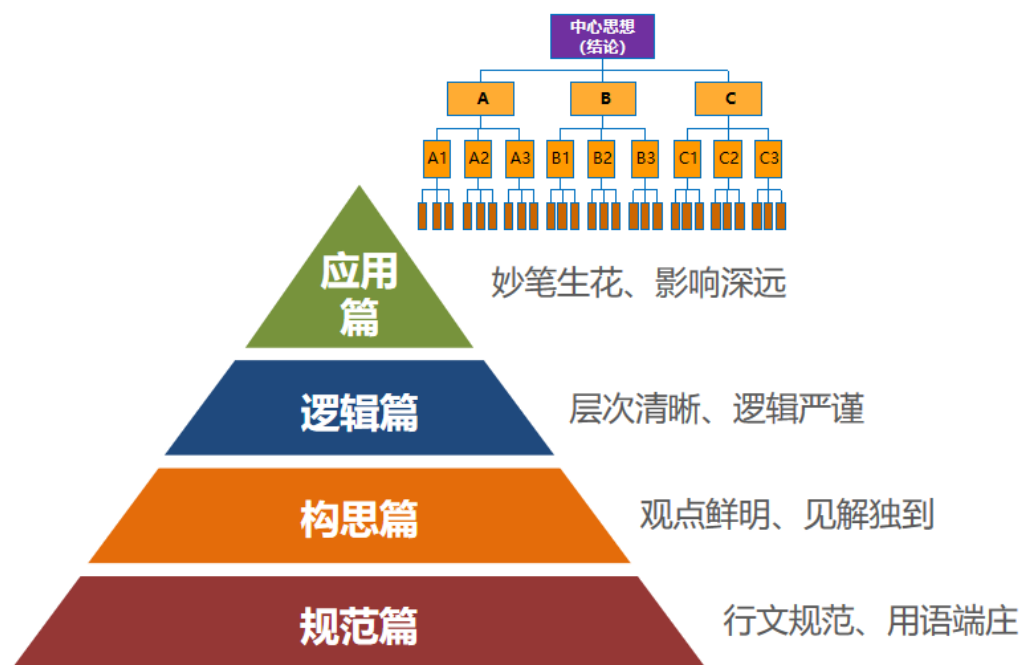 中心思想
(结论)
A B C
A1 A2 A3 B1 B2 B3 C1 C2 C3
应用
篇
妙笔生花、影响深远
逻辑篇
层次清晰、逻辑严谨
构思篇
观点鲜明、见解独到
规范篇
行文规范、用语端庄